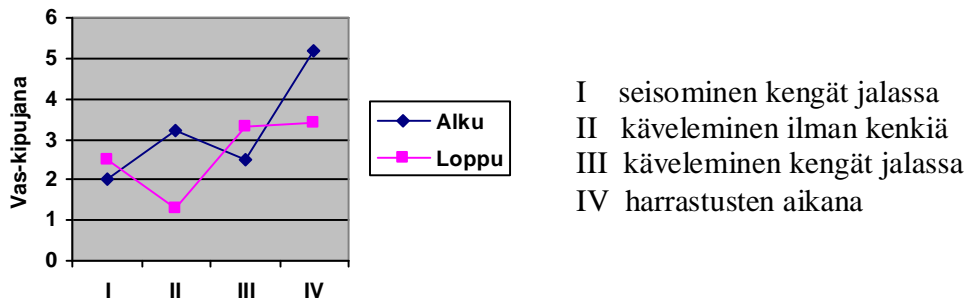 Vas-kipujana
6
5
4
3
2
1
0
I II III IV
Alku
Loppu
I seisominen kengät jalassa
II käveleminen ilman kenkiä
III käveleminen kengät jalassa
IV harrastusten aikana